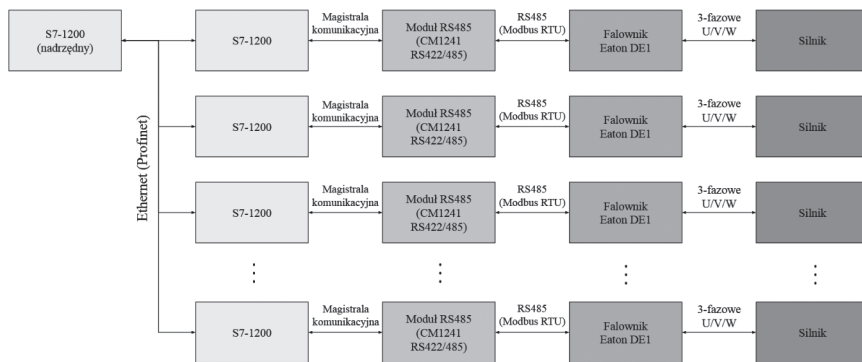 S7-1200
(nadrzędny)
Ethernet (Profinet)
S7-1200
Magistrala
komunikacyjna
Moduł RS485
(CM1241
RS422/485)
RS485
(Modbus RTU)
Falownik
Eaton DE1
3-fazowe
U/V/W
Silnik
S7-1200
Magistrala
komunikacyjna
Moduł RS485
(CM1241
RS422/485)
RS485
(Modbus RTU)
Falownik
Eaton DE1
3-fazowe
U/V/W
Silnik
S7-1200
Magistrala
komunikacyjna
Moduł RS485
(CM1241
RS422/485)
RS485
(Modbus RTU)
Falownik
Eaton DE1
3-fazowe
U/V/W
Silnik
S7-1200
Magistrala
komunikacyjna
Moduł RS485
(CM1241
RS422/485)
RS485
(Modbus RTU)
Falownik
Eaton DE1
3-fazowe
U/V/W
Silnik